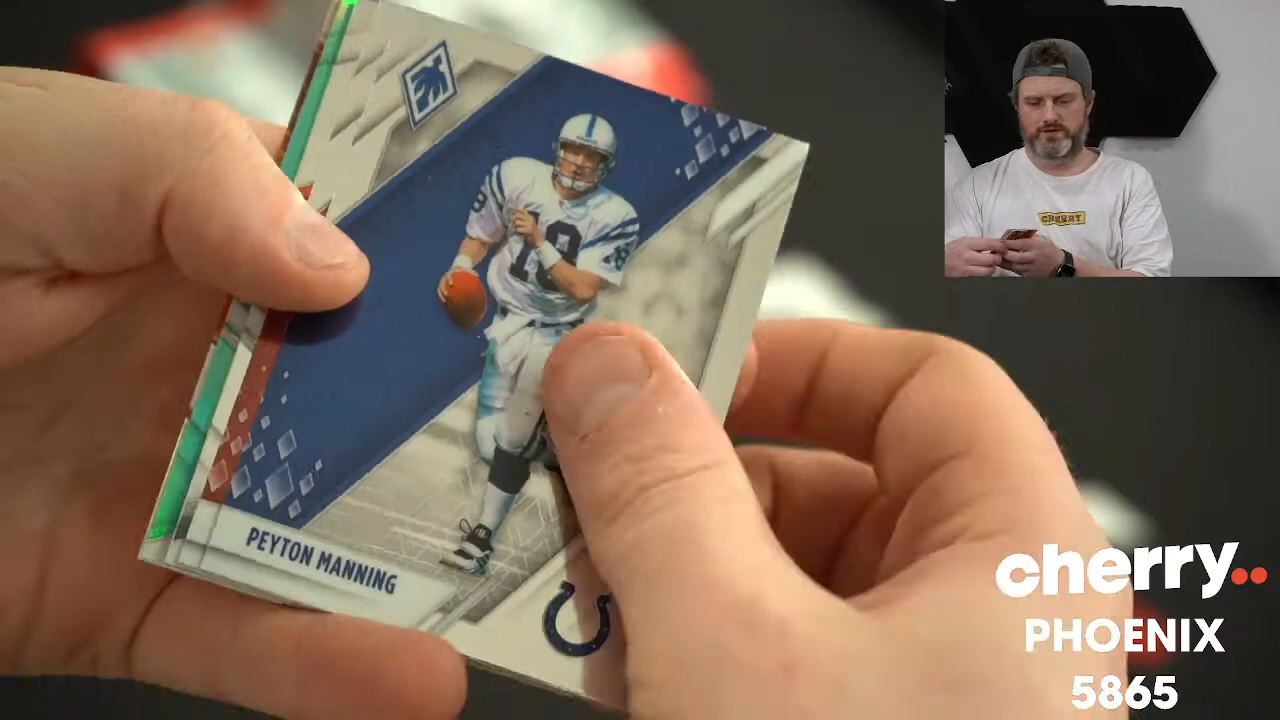 18
18
PEYTON MANNING
CHERRY
cherry..
PHOENIX
5865